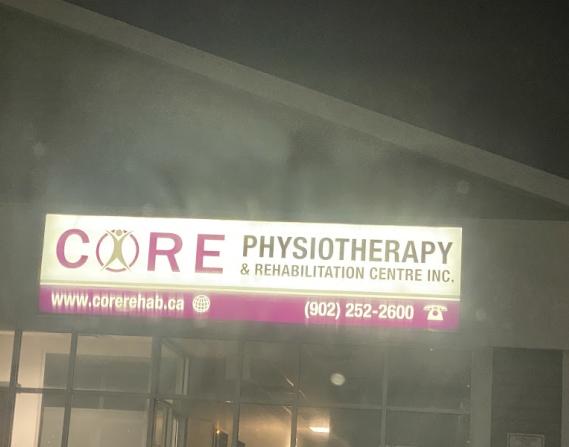 CORE PHYSIOTHERAPY
& REHABILITATION CENTRE INC.
www.corerehab.ca (902) 252-2600